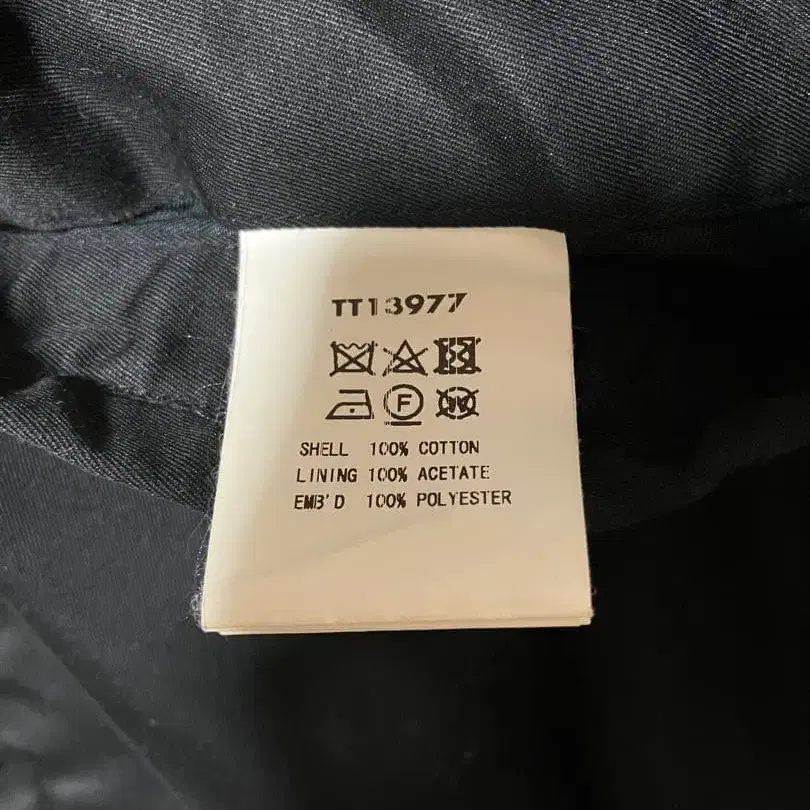 TT13977
F
W
SHELL 100% COTTON
LINING 100% ACETATE
EMB'D 100% POLYESTER